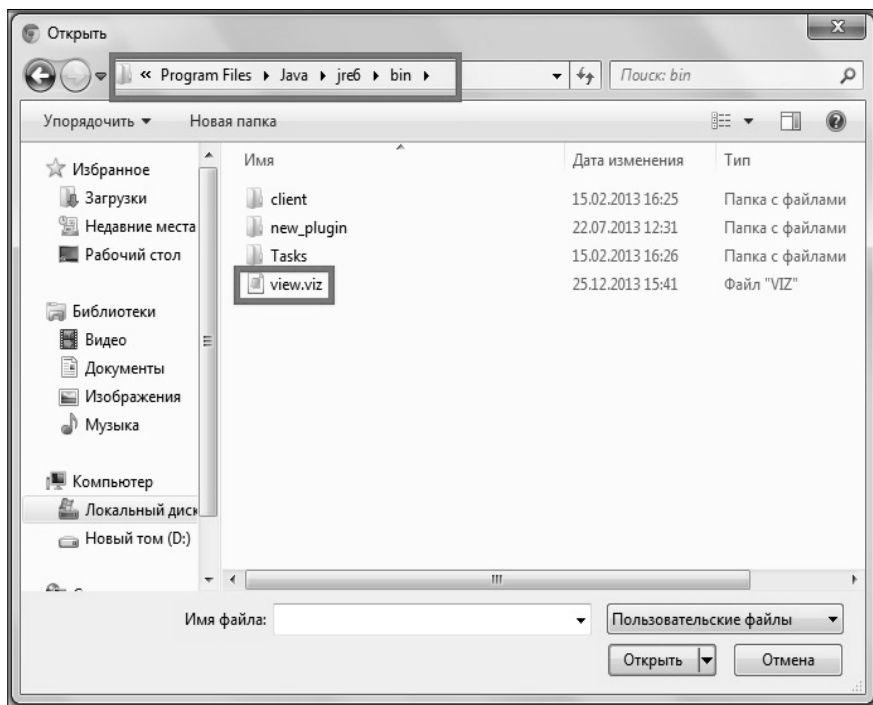 Открыть
« Program Files ▸ Java ▸ jre6 ▸ bin ▸
Поиск: bin
Упорядочить ▾ Новая папка
Имя Дата изменения Тип
client 15.02.2013 16:25 Папка с файлами
new_plugin 22.07.2013 12:31 Папка с файлами
Tasks 15.02.2013 16:26 Папка с файлами
view.viz 25.12.2013 15:41 Файл "VIZ"
Избранное
Загрузки
Недавние места
Рабочий стол
Библиотеки
Видео
Документы
Изображения
Музыка
Компьютер
Локальный диск
Новый том (D:)
Имя файла:
Пользовательские файлы
Открыть
Отмена